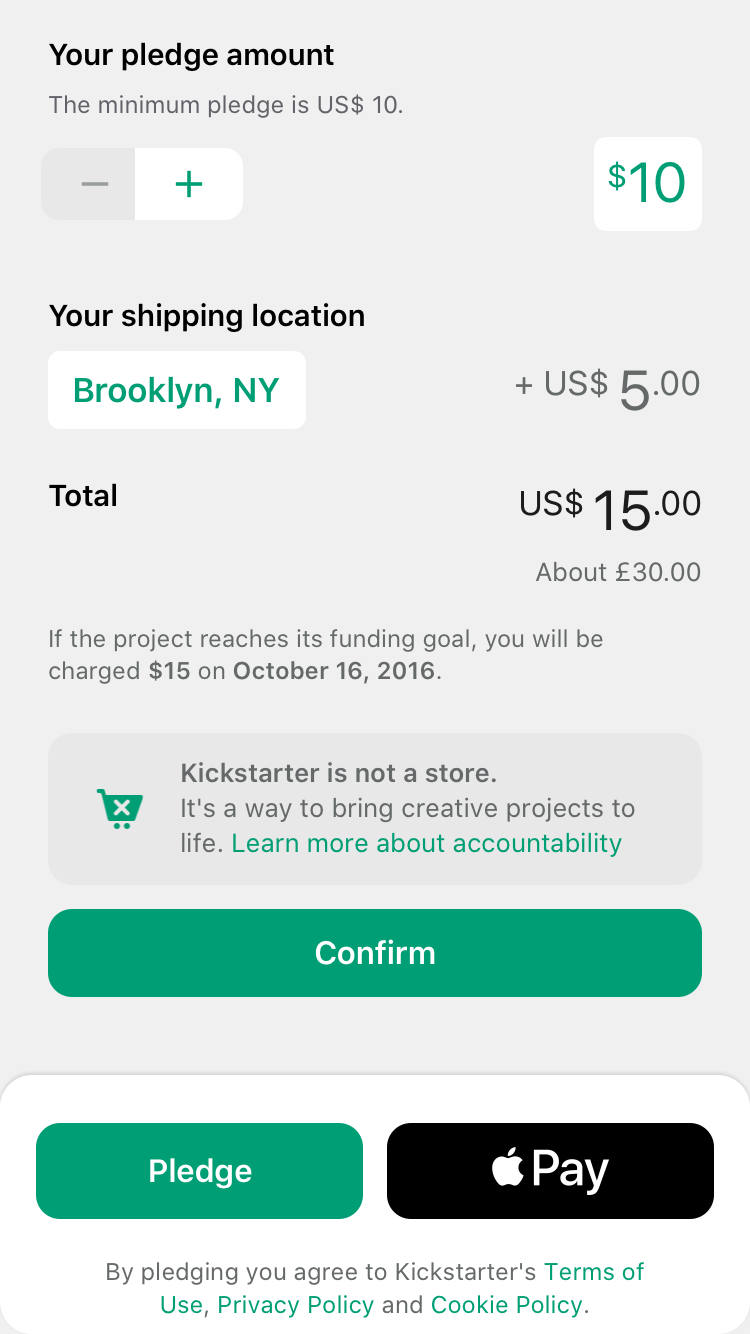 Your pledge amount
The minimum pledge is US$ 10.
− +
$10
Your shipping location
Brooklyn, NY
+ US$ 5.00
Total
US$ 15.00
About £30.00
If the project reaches its funding goal, you will be
charged $15 on October 16, 2016.
Kickstarter is not a store.
It's a way to bring creative projects to
life. Learn more about accountability
Confirm
Pledge
Pay
By pledging you agree to Kickstarter's Terms of
Use, Privacy Policy and Cookie Policy.